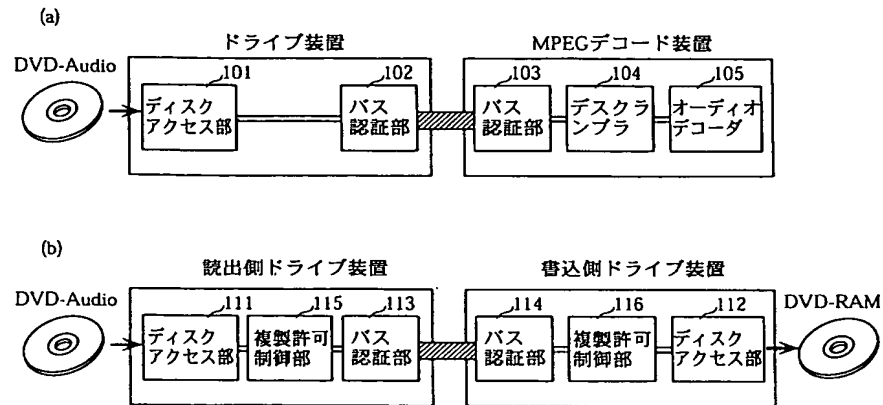 (a)
ドライブ装置
MPEGデコード装置
DVD-Audio
101
102
103
104
105
ディスク
アクセス部
バス
認証部
バス
認証部
デスクラ
ンブラ
オーディオ
デコーダ
(b)
読出側ドライブ装置
書込側ドライブ装置
DVD-Audio
DVD-RAM
111
115
113
114
116
112
ディスク
アクセス部
複製許可
制御部
バス
認証部
バス
認証部
複製許可
制御部
ディスク
アクセス部